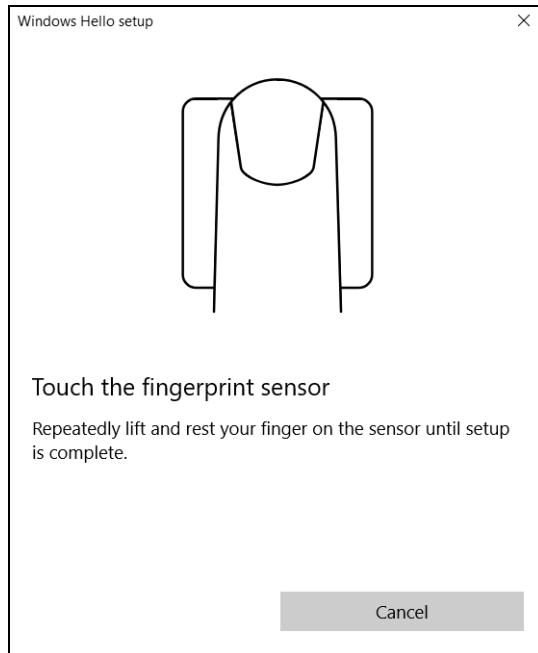 Windows Hello setup
Touch the fingerprint sensor
Repeatedly lift and rest your finger on the sensor until setup
is complete.
Cancel